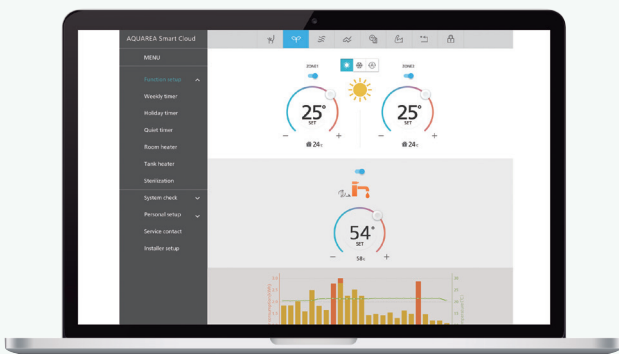 AQUAREA Smart Cloud
MENU
Function setup
Weekly timer
Holiday timer
Quiet timer
Room heater
Tank heater
Sterilization
System check
Personal setup
Service contact
Installer setup
ZONE1
ZONE2
25°
SET
- +
24
25°
SET
- +
24
54°
SET
- +
58